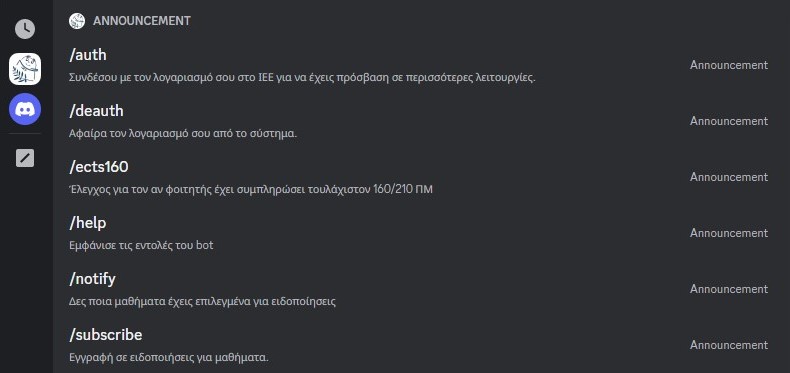 ANNOUNCEMENT
/auth
Συνδέσου με τον λογαριασμό σου στο ΙΕΕ για να έχεις πρόσβαση σε περισσότερες λειτουργίες.
Announcement
/deauth
Αφαίρα τον λογαριασμό σου από το σύστημα.
Announcement
/ects160
Έλεγχος για τον αν φοιτητής έχει συμπληρώσει τουλάχιστον 160/210 ΠΜ
Announcement
/help
Εμφάνισε τις εντολές του bot
Announcement
/notify
Δες ποια μαθήματα έχεις επιλεγμένα για ειδοποίησεις
Announcement
/subscribe
Εγγραφή σε ειδοποιήσεις για μαθήματα.
Announcement